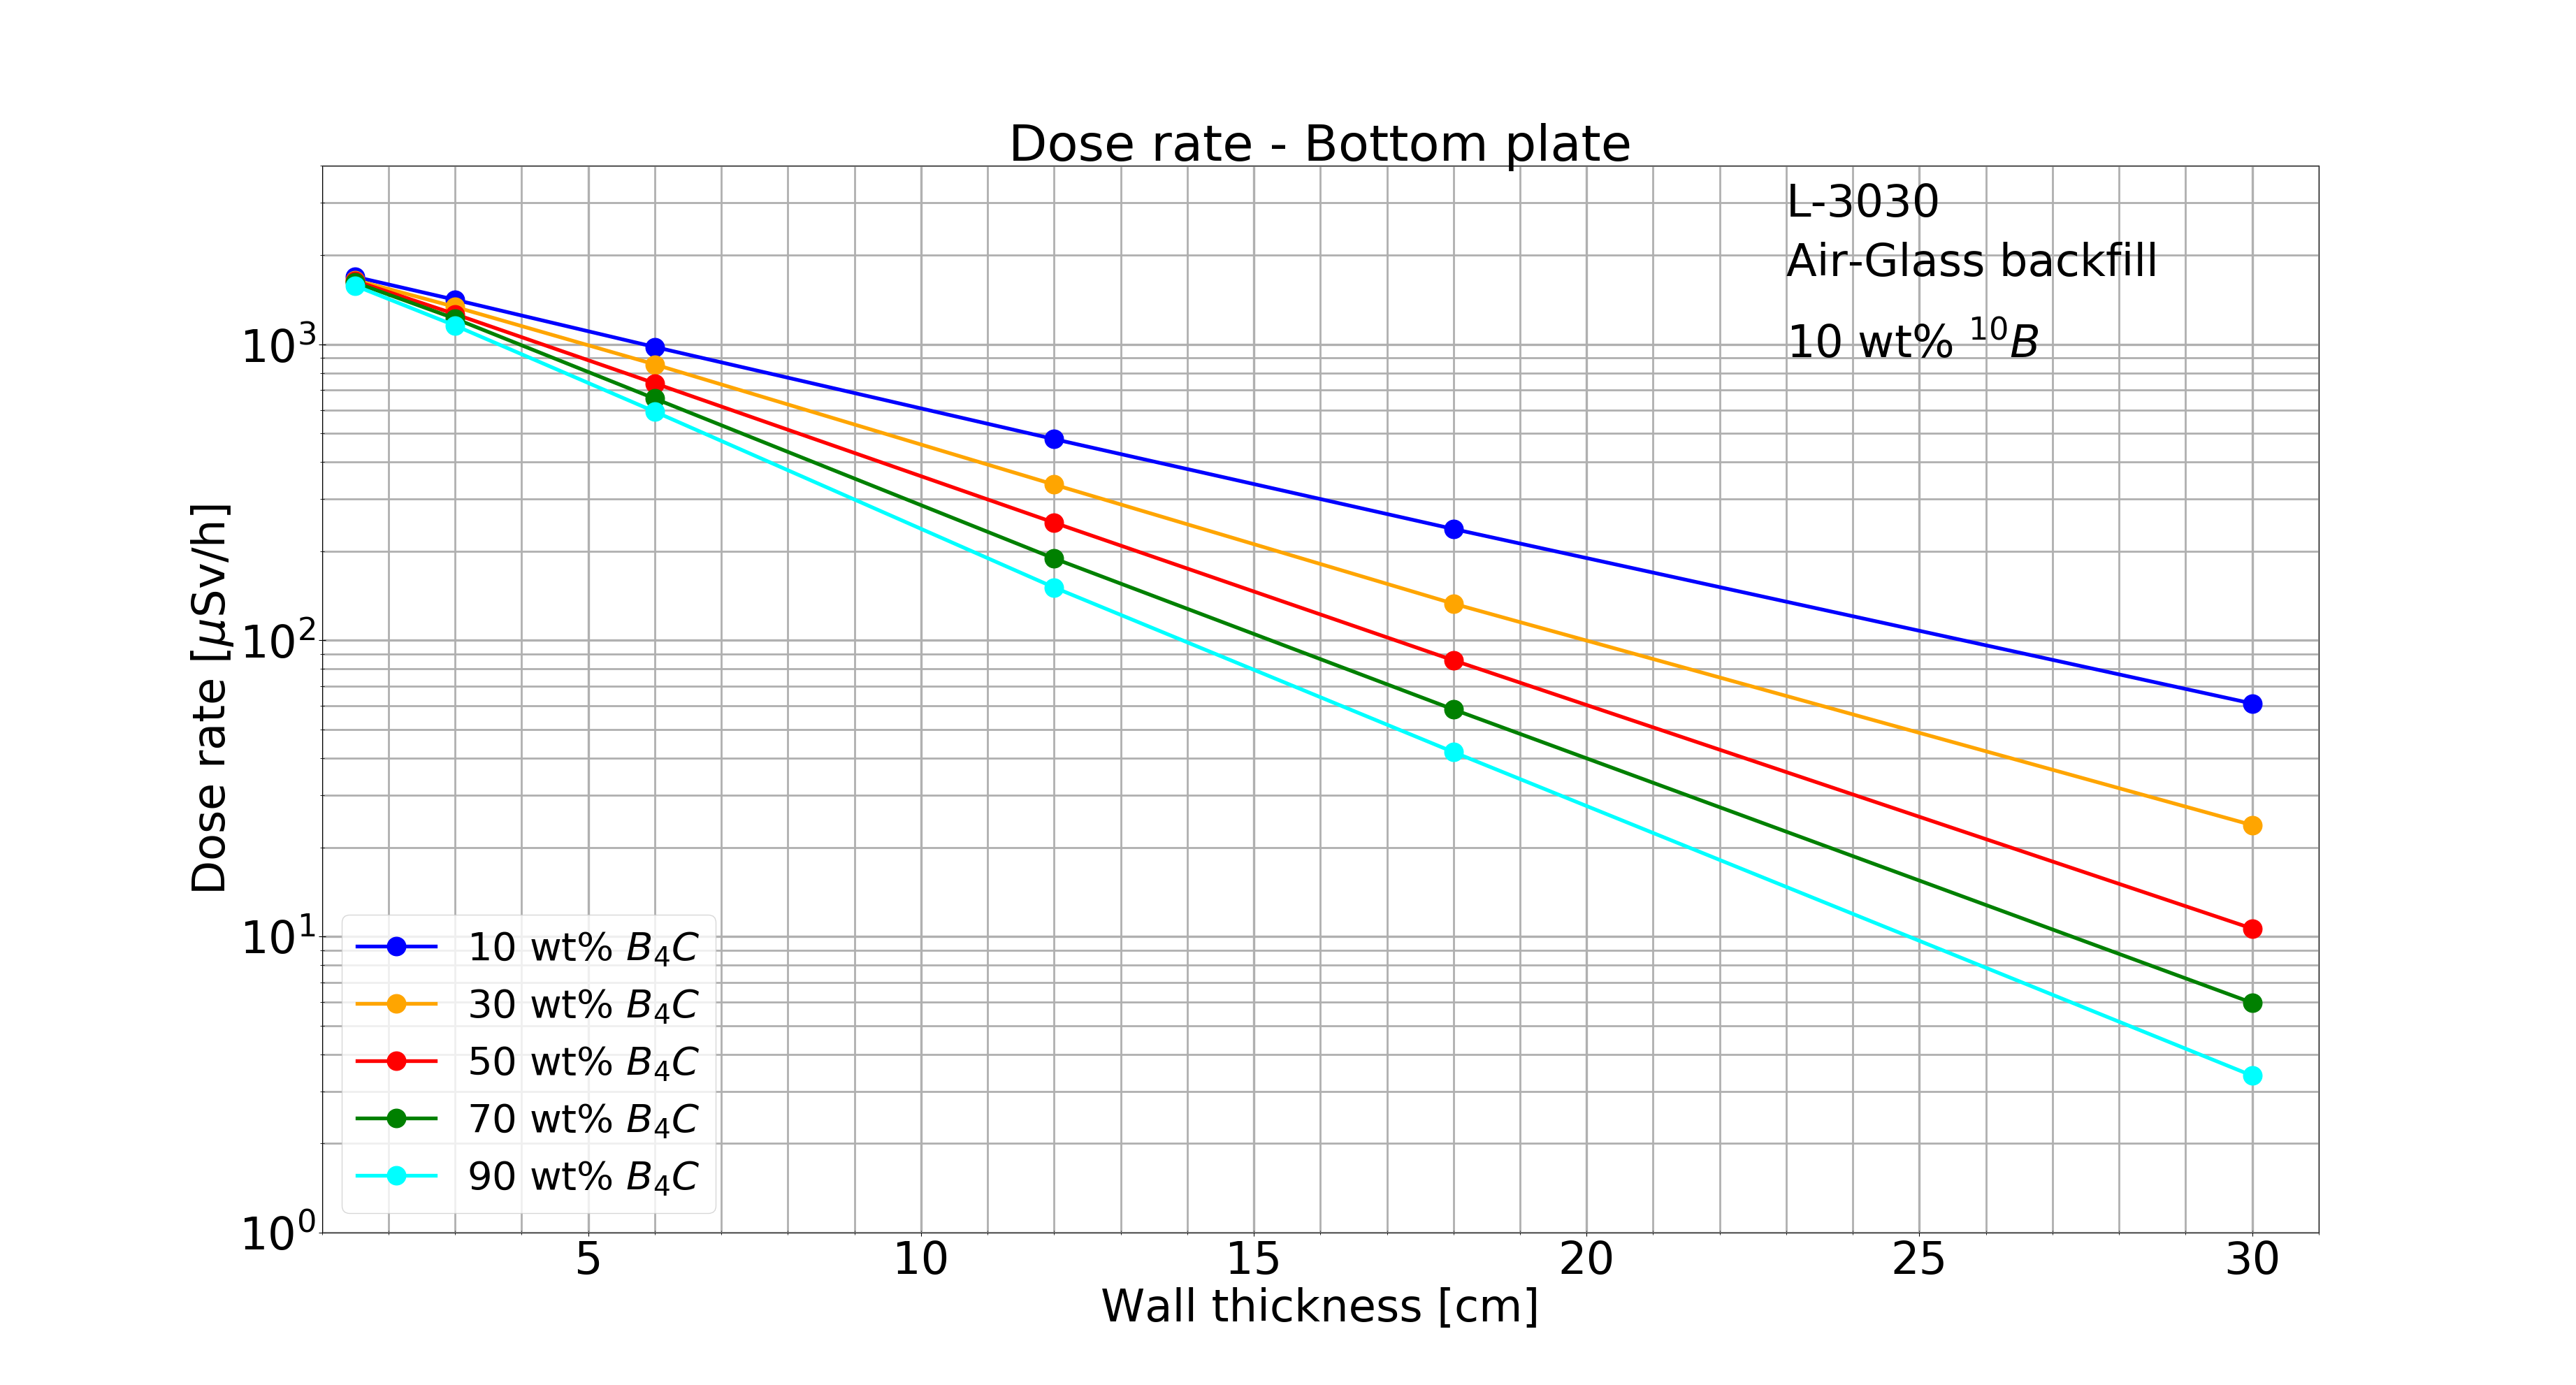 Dose rate - Bottom plate
L-3030
Air-Glass backfill
10 wt% ¹⁰B
Dose rate [μSv/h]
10³
10²
10¹
10⁰
10 wt% B₄C
30 wt% B₄C
50 wt% B₄C
70 wt% B₄C
90 wt% B₄C
5 10 15 20 25 30
Wall thickness [cm]